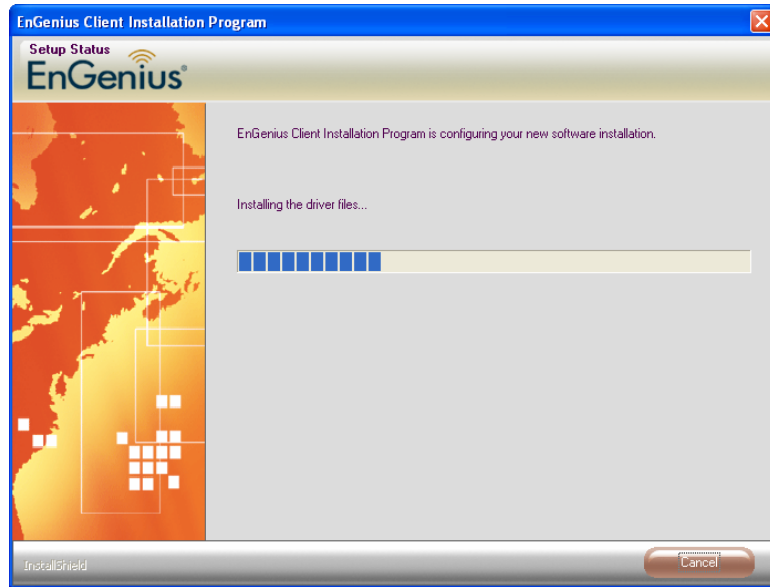 EnGenius Client Installation Program
Setup Status
EnGenius®
EnGenius Client Installation Program is configuring your new software installation.
Installing the driver files...
InstallShield
Cancel